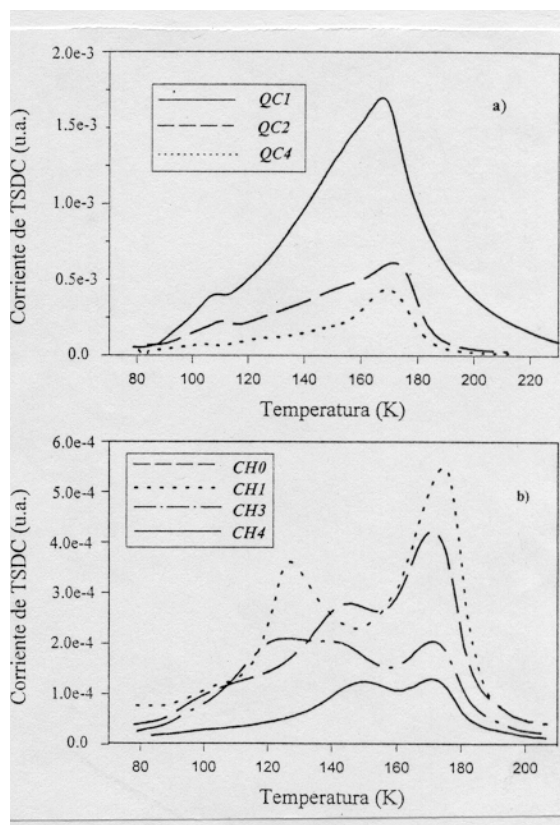 2.0e-3
1.5e-3
1.0e-3
0.5e-3
0.0
Corriente de TSDC (u.a.)
QC1
QC2
QC4
a)
80 100 120 140 160 180 200 220
Temperatura (K)
6.0e-4
5.0e-4
4.0e-4
3.0e-4
2.0e-4
1.0e-4
0.0
Corriente de TSDC (u.a.)
CH0
CH1
CH3
CH4
b)
80 100 120 140 160 180 200
Temperatura (K)